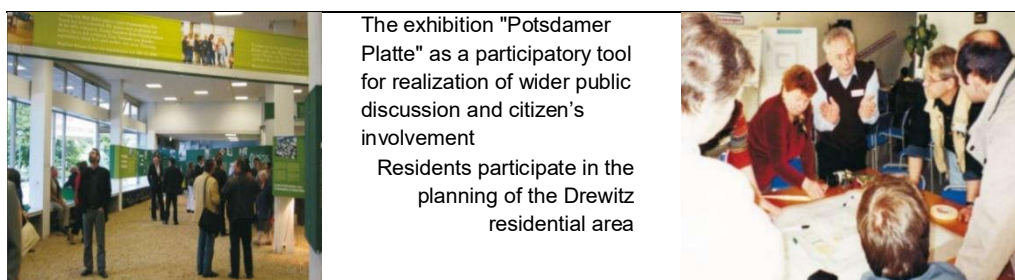 The exhibition "Potsdamer
Platte" as a participatory tool
for realization of wider public
discussion and citizen’s
involvement
Residents participate in the
planning of the Drewitz
residential area